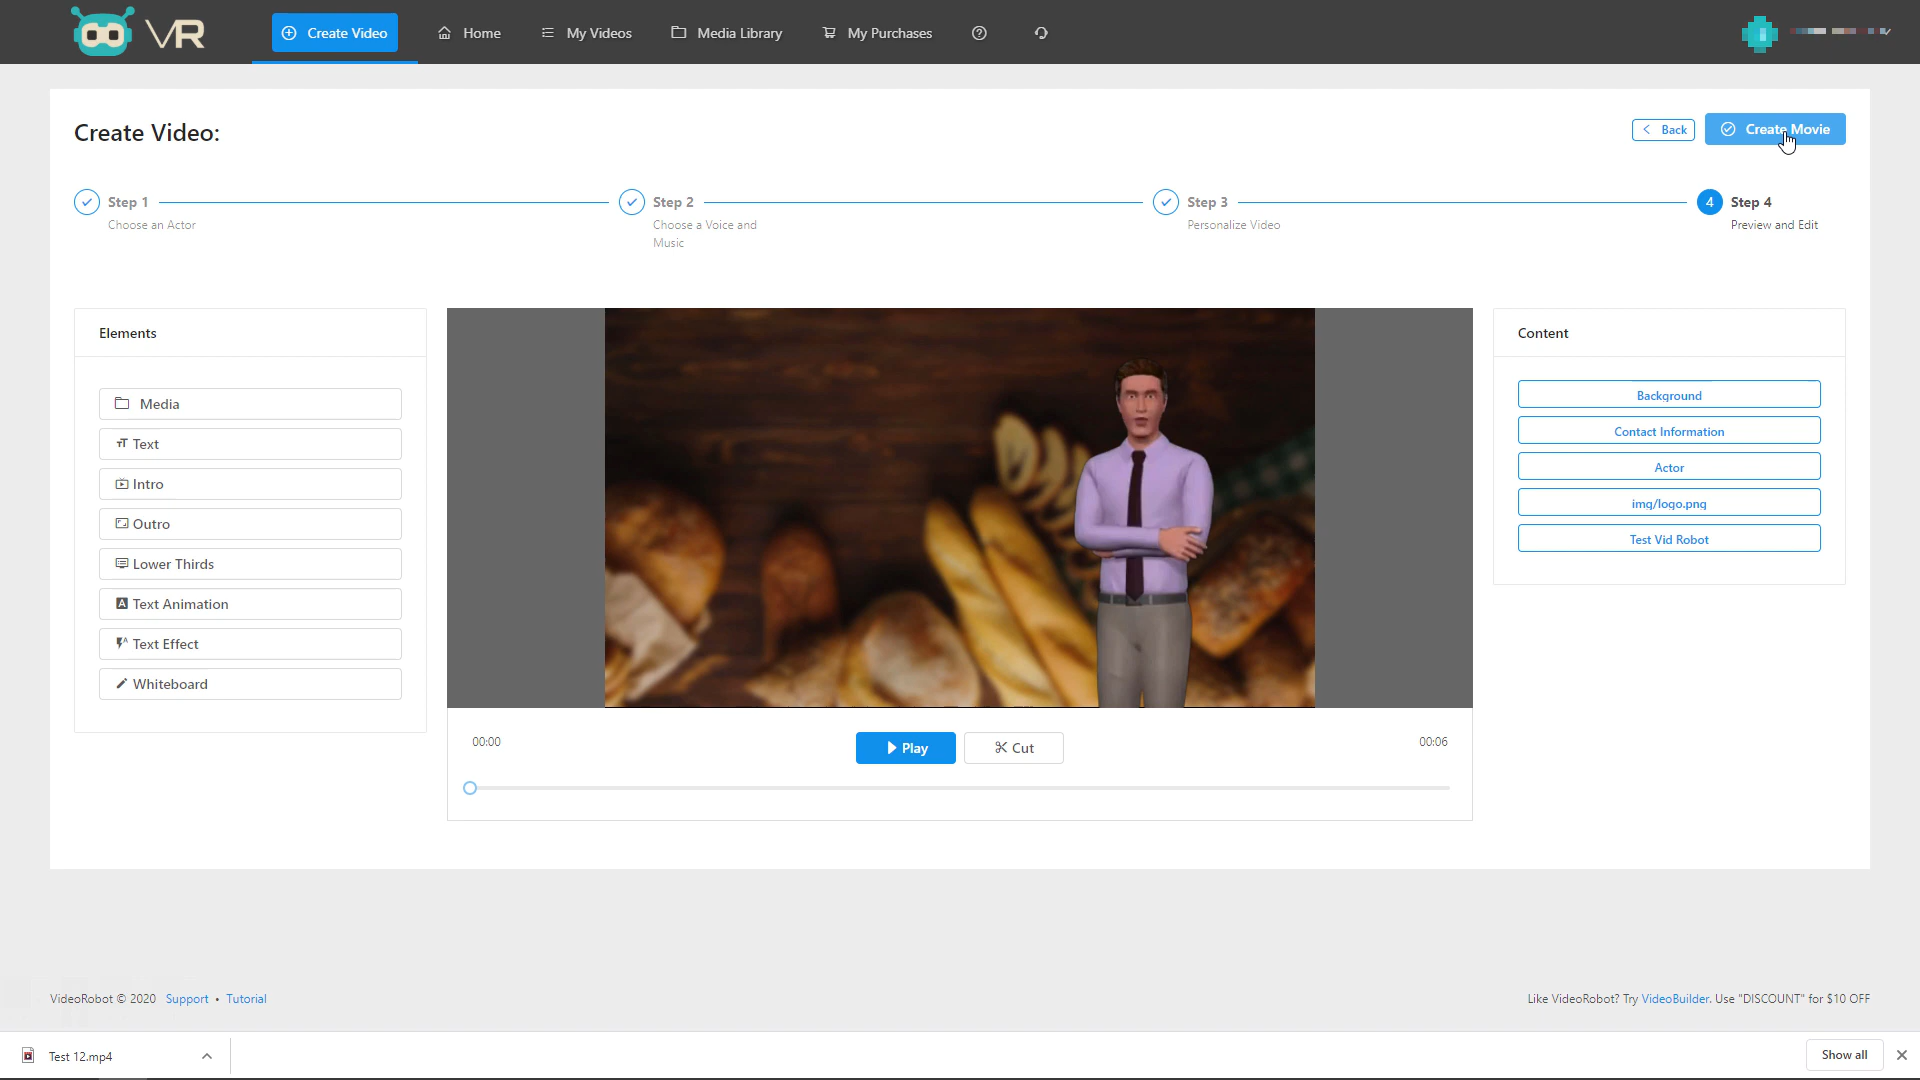 VR
Create Video
Home
My Videos
Media Library
My Purchases
Create Video:
Back
Create Movie
Step 1
Choose an Actor
Step 2
Choose a Voice and
Music
Step 3
Personalize Video
4
Step 4
Preview and Edit
Elements
Media
Text
Intro
Outro
Lower Thirds
Text Animation
Text Effect
Whiteboard
00:00
Play
Cut
00:06
Content
Background
Contact Information
Actor
img/logo.png
Test Vid Robot
VideoRobot © 2020 Support • Tutorial
Like VideoRobot? Try VideoBuilder. Use "DISCOUNT" for $10 OFF
Test 12.mp4
Show all